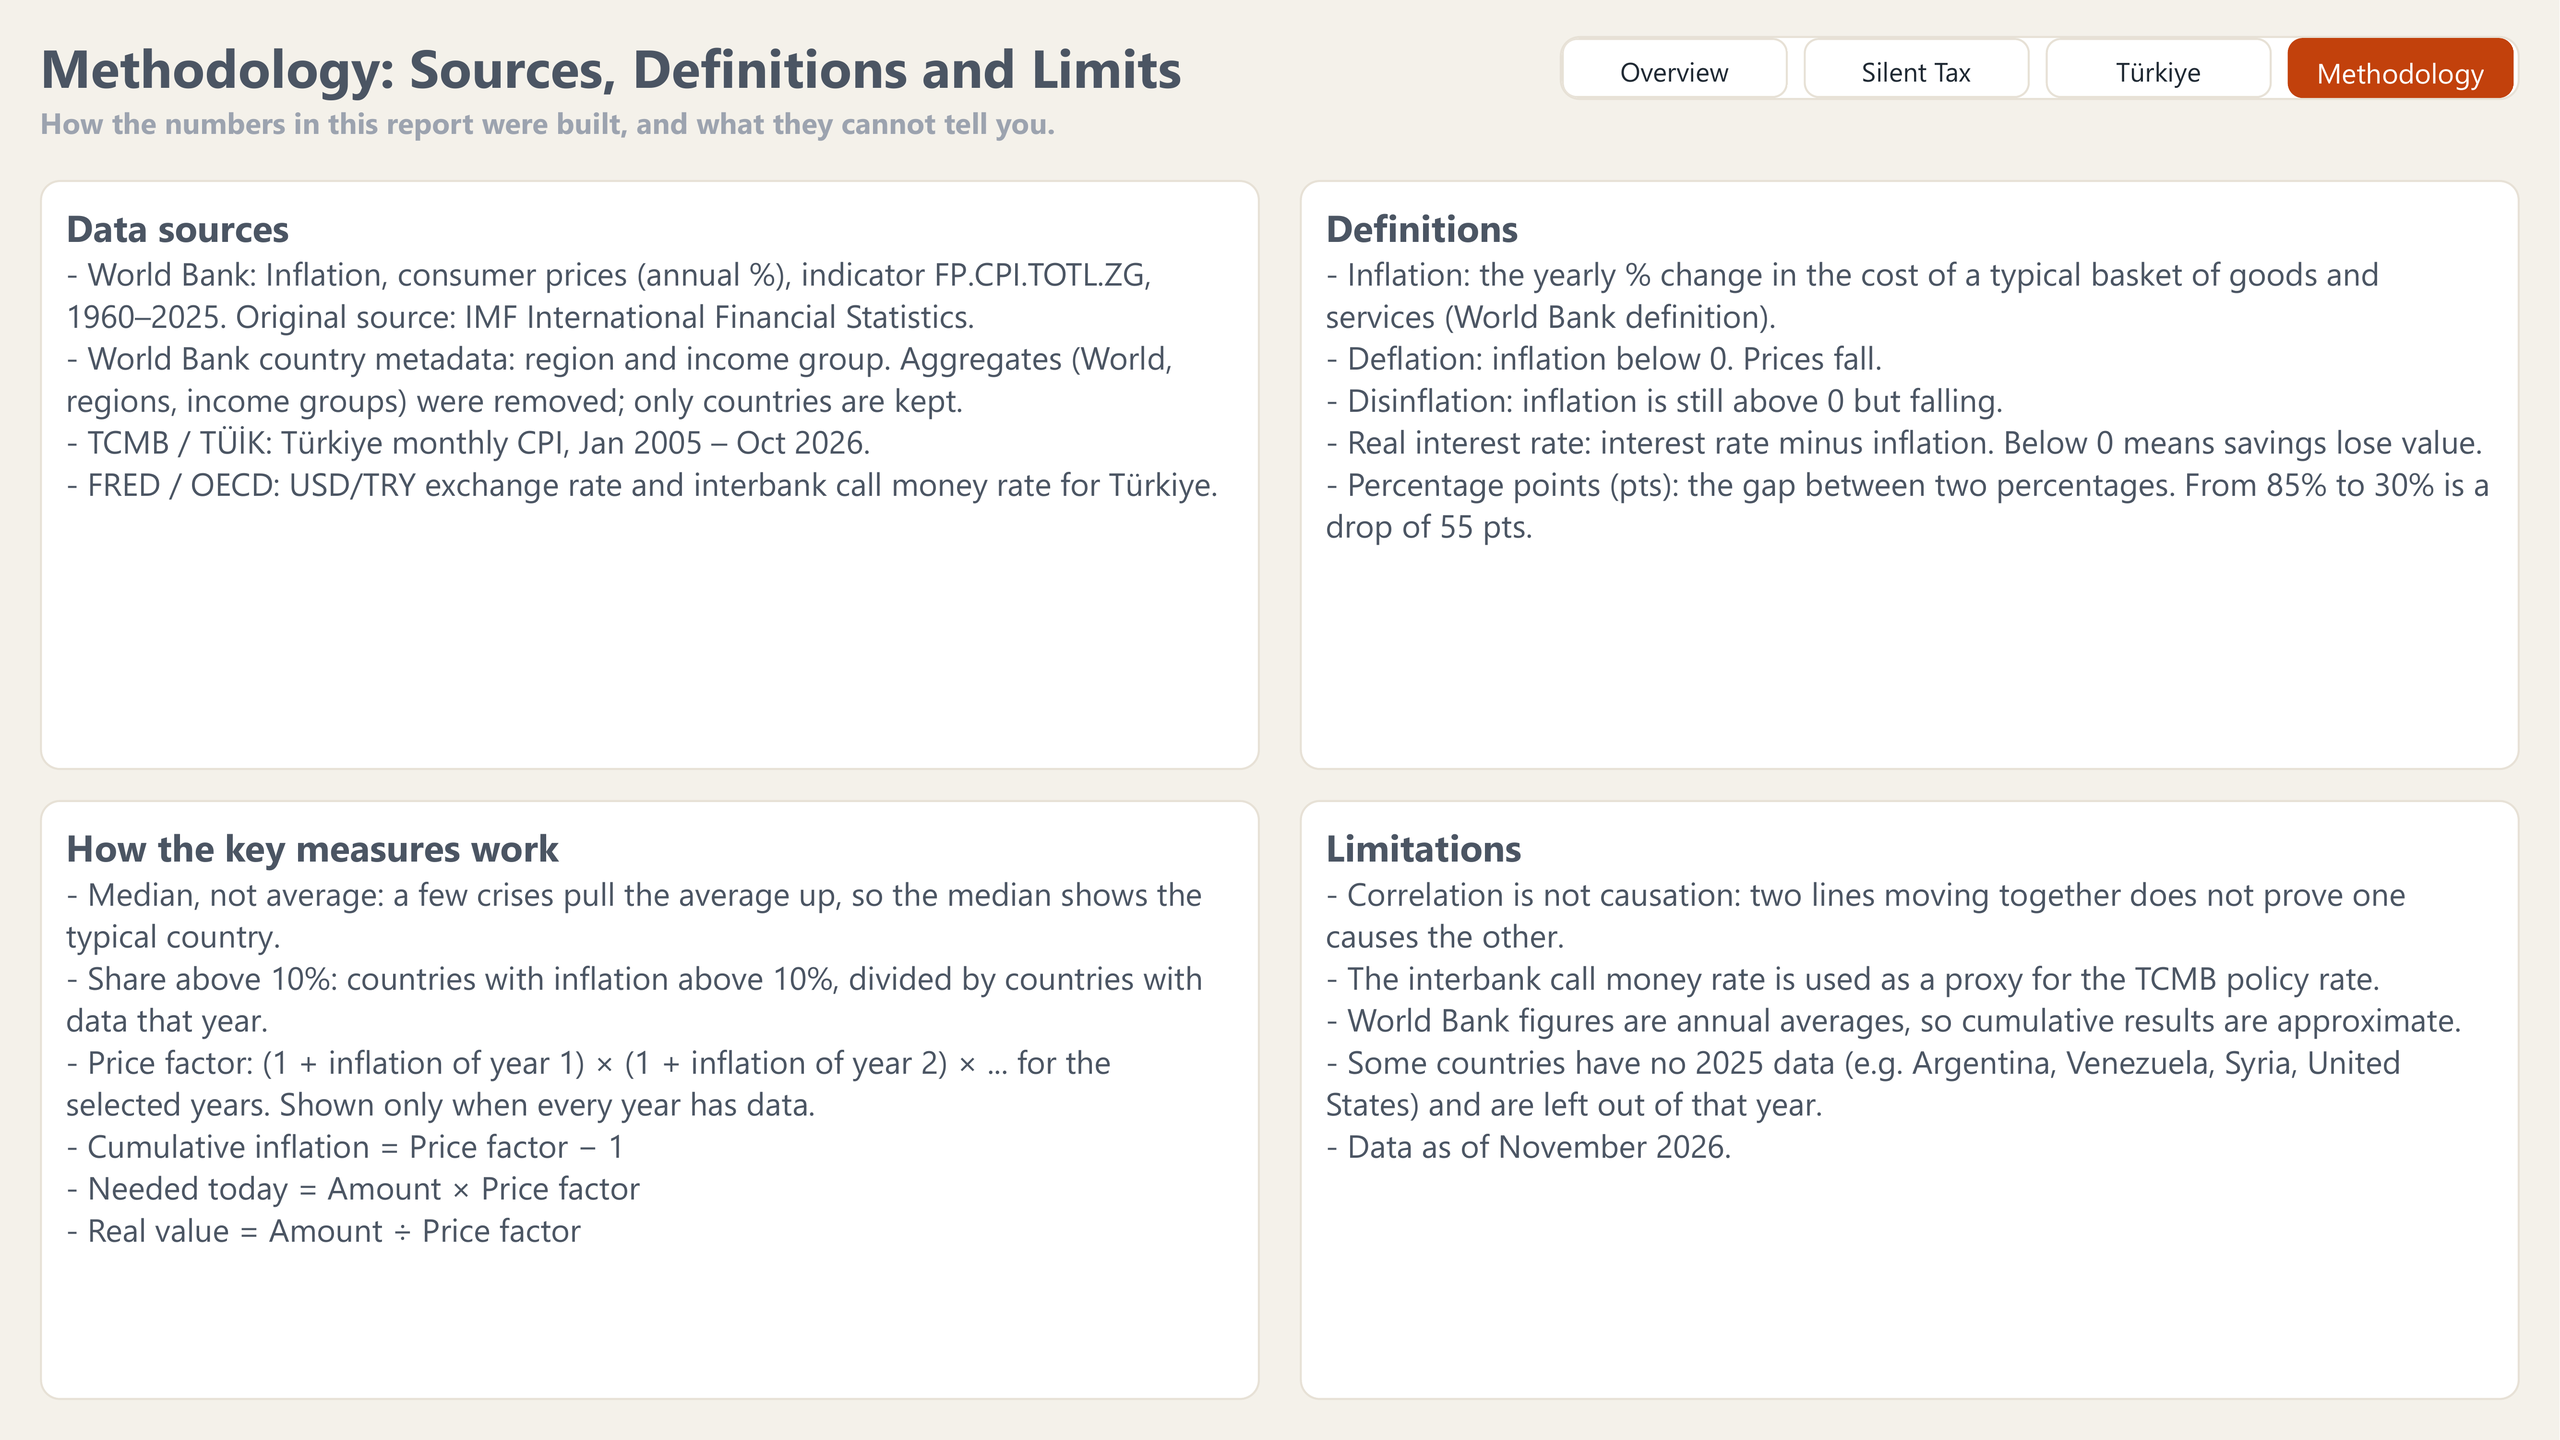 Methodology: Sources, Definitions and Limits
How the numbers in this report were built, and what they cannot tell you.
Overview
Silent Tax
Türkiye
Methodology
Data sources
- World Bank: Inflation, consumer prices (annual %), indicator FP.CPI.TOTL.ZG,
1960–2025. Original source: IMF International Financial Statistics.
- World Bank country metadata: region and income group. Aggregates (World,
regions, income groups) were removed; only countries are kept.
- TCMB / TÜİK: Türkiye monthly CPI, Jan 2005 – Oct 2026.
- FRED / OECD: USD/TRY exchange rate and interbank call money rate for Türkiye.
Definitions
- Inflation: the yearly % change in the cost of a typical basket of goods and
services (World Bank definition).
- Deflation: inflation below 0. Prices fall.
- Disinflation: inflation is still above 0 but falling.
- Real interest rate: interest rate minus inflation. Below 0 means savings lose value.
- Percentage points (pts): the gap between two percentages. From 85% to 30% is a
drop of 55 pts.
How the key measures work
- Median, not average: a few crises pull the average up, so the median shows the
typical country.
- Share above 10%: countries with inflation above 10%, divided by countries with
data that year.
- Price factor: (1 + inflation of year 1) × (1 + inflation of year 2) × ... for the
selected years. Shown only when every year has data.
- Cumulative inflation = Price factor − 1
- Needed today = Amount × Price factor
- Real value = Amount ÷ Price factor
Limitations
- Correlation is not causation: two lines moving together does not prove one
causes the other.
- The interbank call money rate is used as a proxy for the TCMB policy rate.
- World Bank figures are annual averages, so cumulative results are approximate.
- Some countries have no 2025 data (e.g. Argentina, Venezuela, Syria, United
States) and are left out of that year.
- Data as of November 2026.